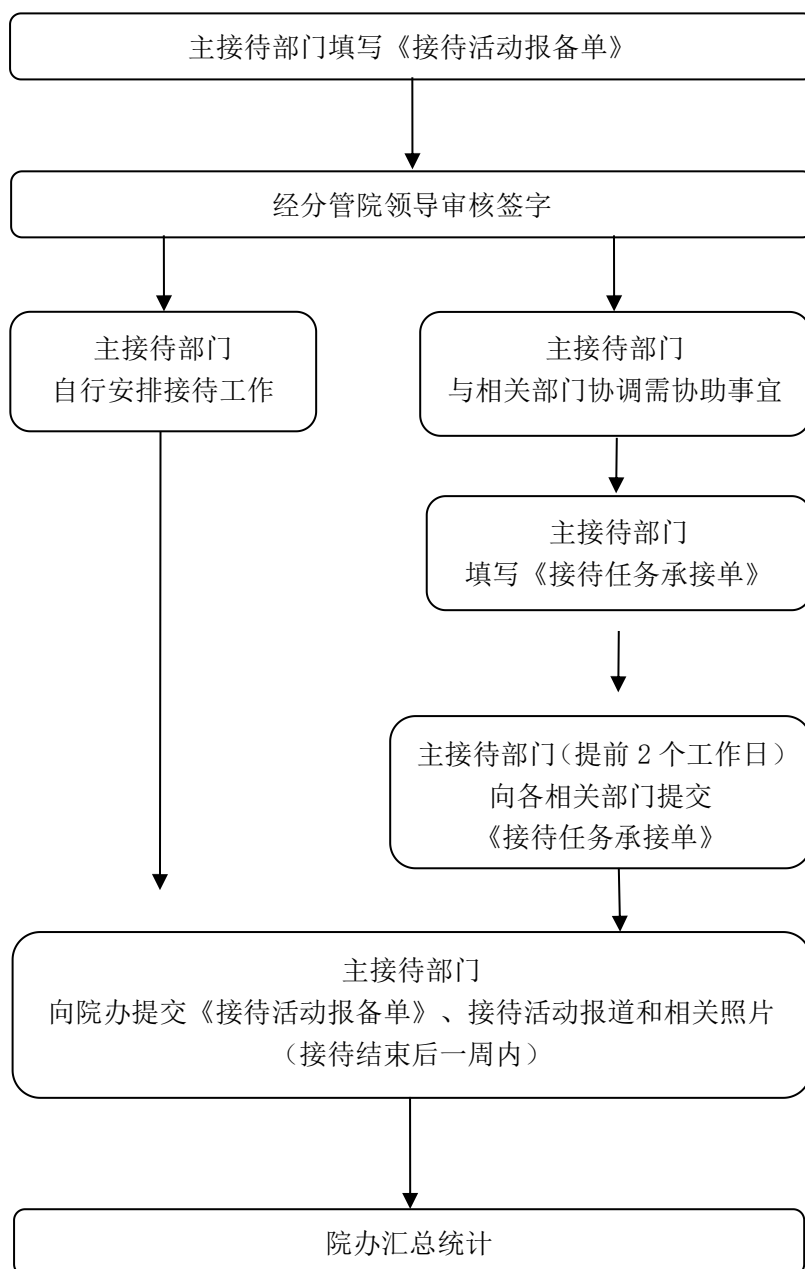 主接待部门填写《接待活动报备单》
经分管院领导审核签字
主接待部门
自行安排接待工作
主接待部门
与相关部门协调需协助事宜
主接待部门
填写《接待任务承接单》
主接待部门（提前 2 个工作日）
向各相关部门提交
《接待任务承接单》
主接待部门
向院办提交《接待活动报备单》、接待活动报道和相关照片
（接待结束后一周内）
院办汇总统计